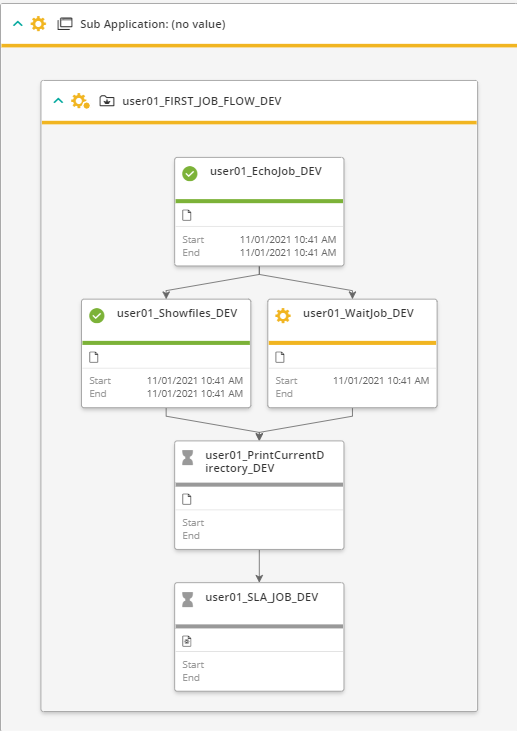 Sub Application: (no value)
user01_FIRST_JOB_FLOW_DEV
user01_EchoJob_DEV
Start 11/01/2021 10:41 AM
End 11/01/2021 10:41 AM
user01_Showfiles_DEV
Start 11/01/2021 10:41 AM
End 11/01/2021 10:41 AM
user01_WaitJob_DEV
Start 11/01/2021 10:41 AM
End
user01_PrintCurrentD
irectory_DEV
Start
End
user01_SLA_JOB_DEV
Start
End